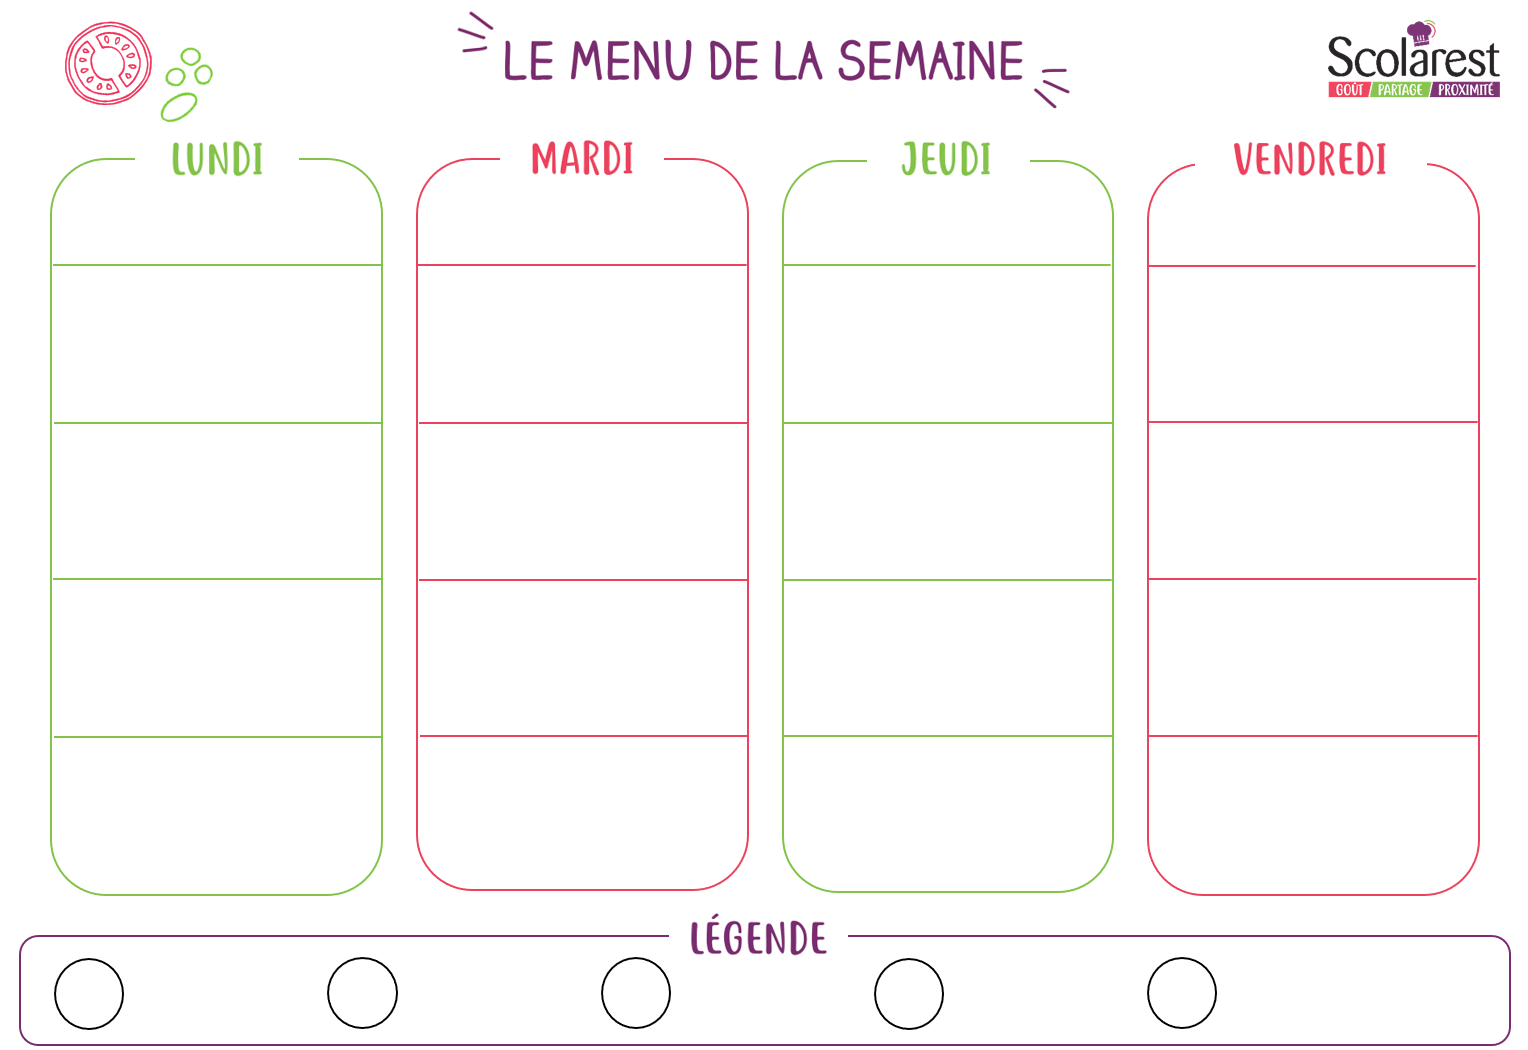 LE MENU DE LA SEMAINE
Scolarest
GOÛT / PARTAGE / PROXIMITÉ
LUNDI
MARDI
JEUDI
VENDREDI
LÉGENDE